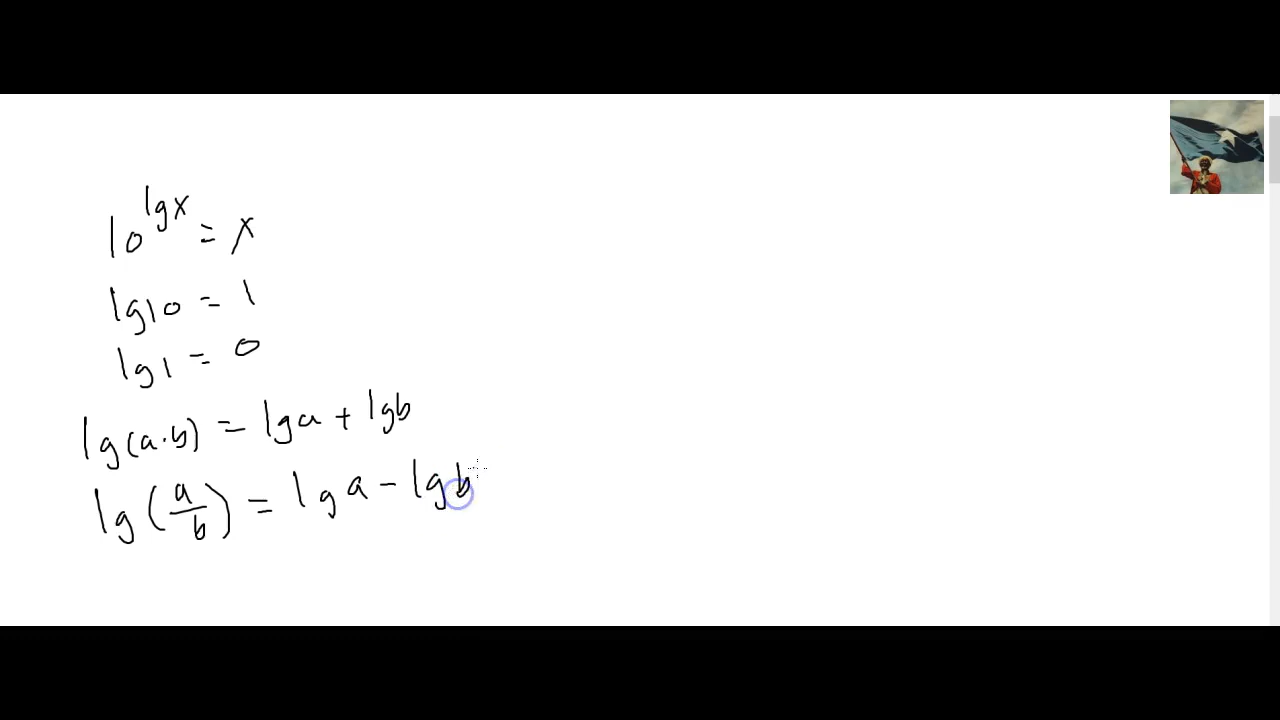 10^lgx = x
lg10 = 1
lg1 = 0
lg(a·b) = lga + lgb
lg(a/b) = lga - lgb